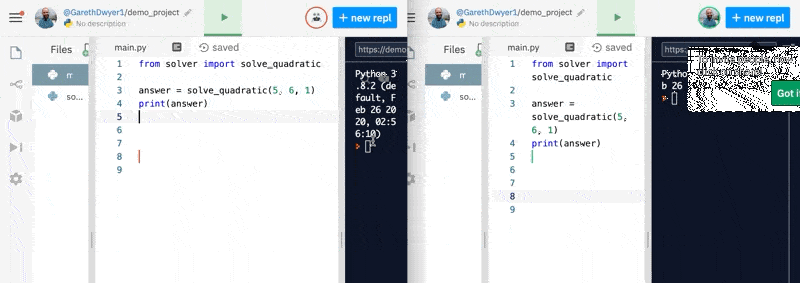 @GarethDwyer1/demo_project
No description
+ new repl
Files
main.py
saved
https://demo
so...
1 from solver import solve_quadratic
2
3 answer = solve_quadratic(5, 6, 1)
4 print(answer)
5
6
7
8
9
Python 3
.8.2 (de
fault, F
eb 26 20
20, 02:5
6:10)
@GarethDwyer1/demo_project
No description
+ new repl
Files
main.py
saved
https:
so...
1 from solver import
solve_quadratic
2
3 answer =
solve_quadratic(5,
6, 1)
4 print(answer)
5
6
7
8
9
Pytho
b 26
Got it